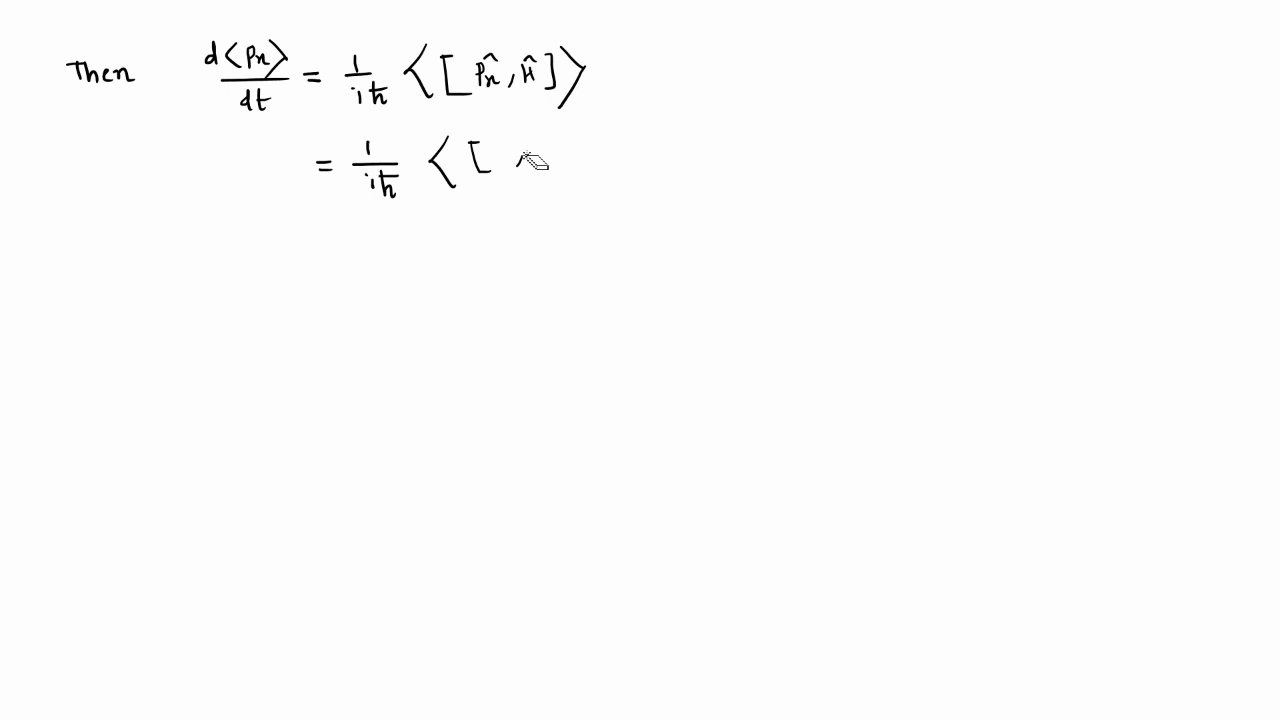 Then d<px>/dt = 1/iħ ⟨[p̂x, Ĥ]⟩
= 1/iħ ⟨[